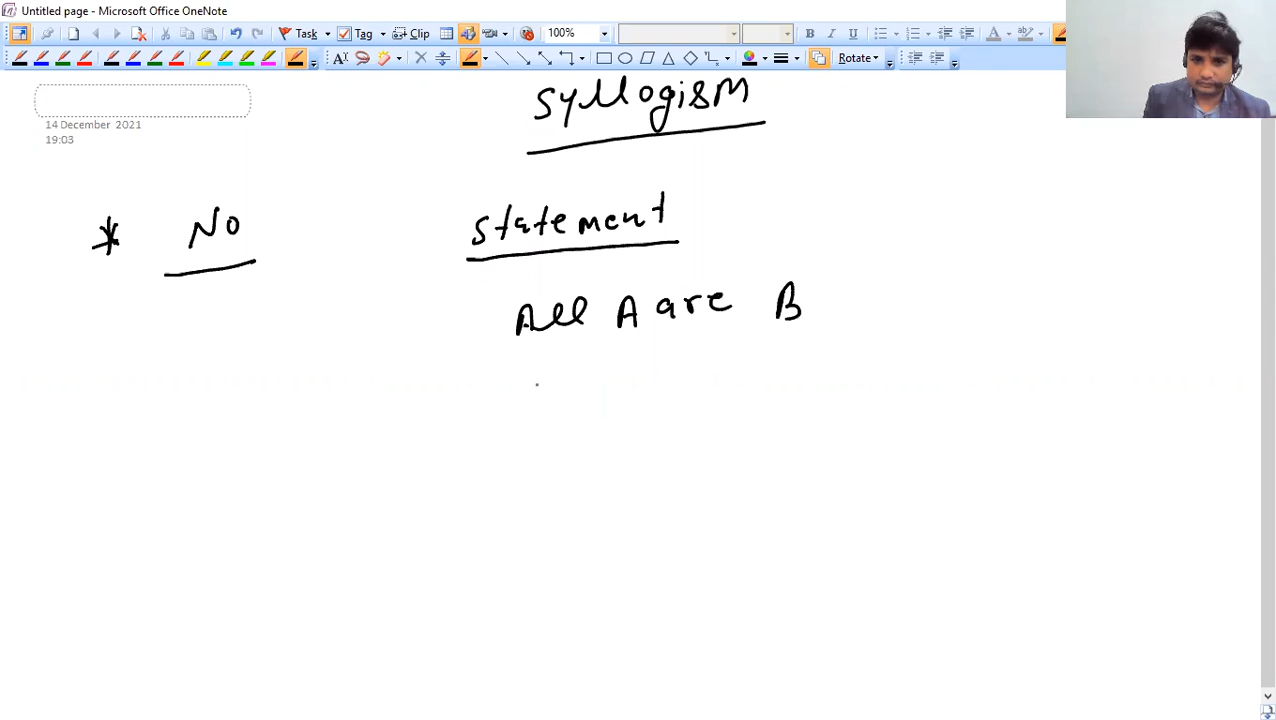 Untitled page - Microsoft Office OneNote
Task Tag Clip 100% B I U A ab
A Rotate
14 December 2021
19:03
Syllogism
* No Statement
All A are B